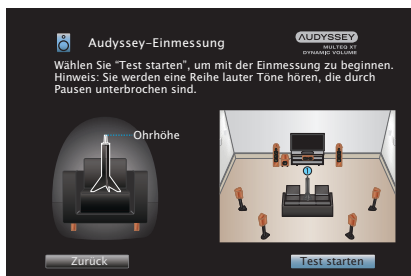 Audyssey-Einmessung
AUDYSSEY
MULTEQ XT
DYNAMIC VOLUME
Wählen Sie “Test starten”, um mit der Einmessung zu beginnen.
Hinweis: Sie werden eine Reihe lauter Töne hören, die durch
Pausen unterbrochen sind.
Ohrhöhe
1
Zurück
Test starten